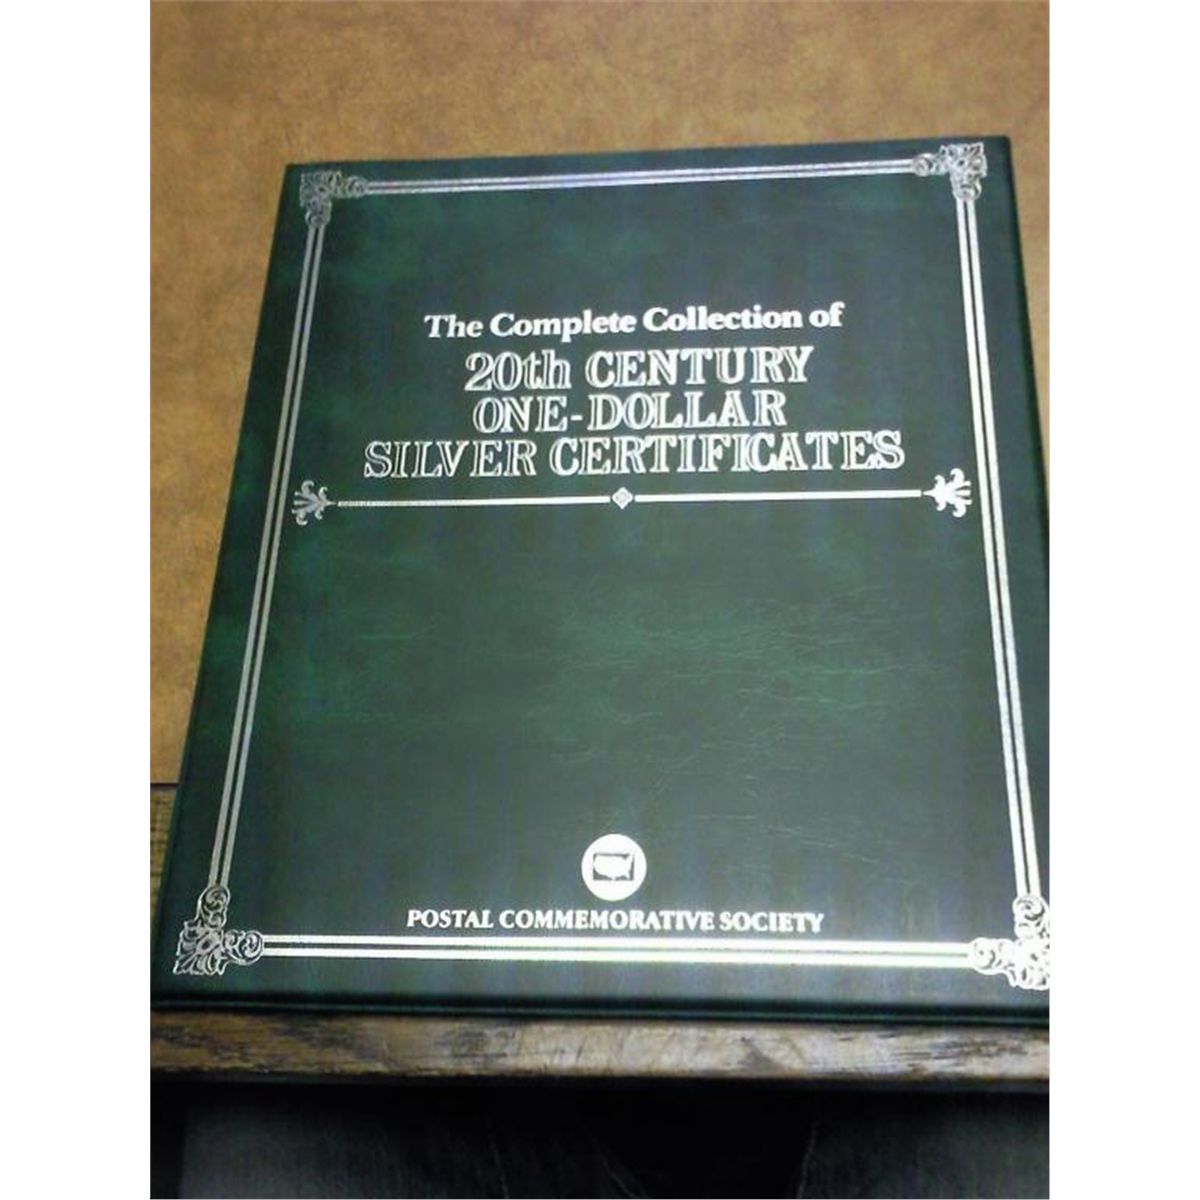 The Complete Collection of
20th CENTURY
ONE-DOLLAR
SILVER CERTIFICATES
POSTAL COMMEMORATIVE SOCIETY